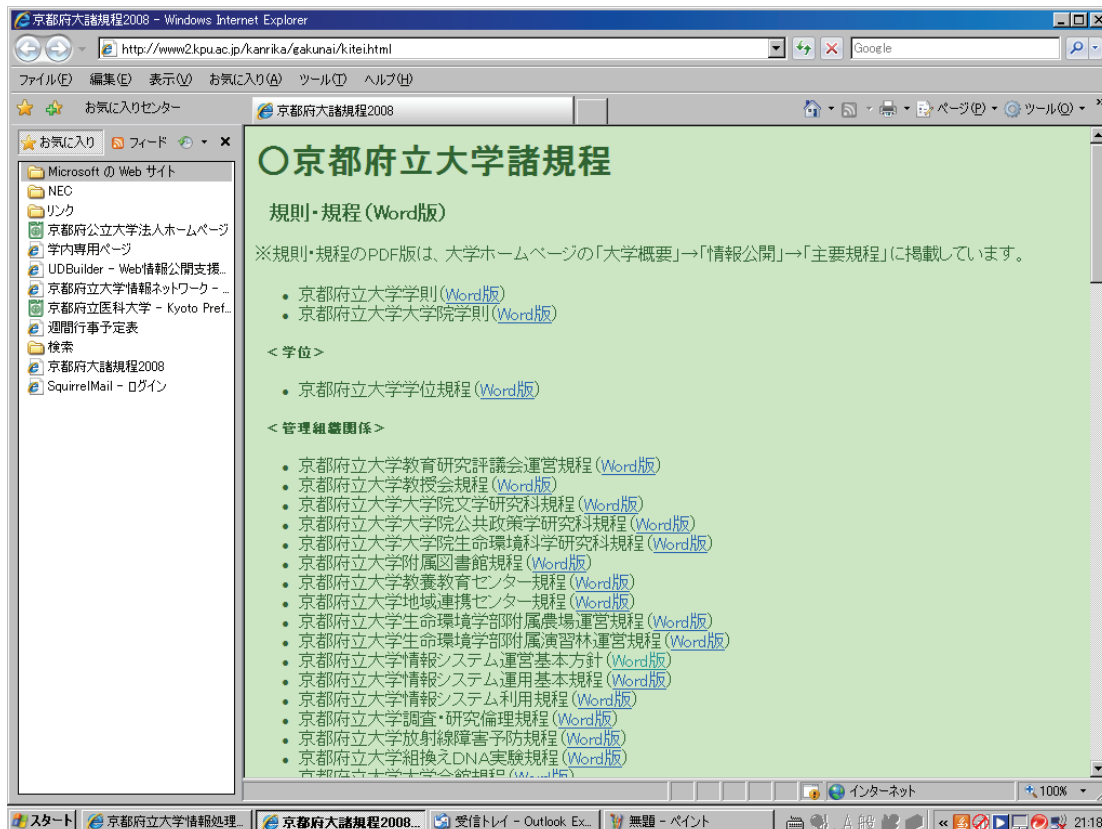 京都府大諸規程2008 - Windows Internet Explorer
http://www2.kpu.ac.jp/kanrika/gakunai/kitei.html
Google
ファイル(F) 編集(E) 表示(V) お気に入り(A) ツール(T) ヘルプ(H)
お気に入りセンター
京都府大諸規程2008
ページ(P)
ツール(O)
お気に入り
フィード
Microsoft の Web サイト
NEC
リンク
京都府公立大学法人ホームページ
学内専用ページ
UDBuilder - Web情報公開支援...
京都府立大学情報ネットワーク - ...
京都府立医科大学 - Kyoto Pref...
週間行事予定表
検索
京都府大諸規程2008
SquirrelMail - ログイン
〇京都府立大学諸規程
規則・規程(Word版)
※規則・規程のPDF版は、大学ホームページの「大学概要」→「情報公開」→「主要規程」に掲載しています。
• 京都府立大学学則(Word版)
• 京都府立大学大学院学則(Word版)
<学位>
• 京都府立大学学位規程(Word版)
<管理組織関係>
• 京都府立大学教育研究評議会運営規程(Word版)
• 京都府立大学教授会規程(Word版)
• 京都府立大学大学院文学研究科規程(Word版)
• 京都府立大学大学院公共政策学研究科規程(Word版)
• 京都府立大学大学院生命環境科学研究科規程(Word版)
• 京都府立大学附属図書館規程(Word版)
• 京都府立大学教養教育センター規程(Word版)
• 京都府立大学地域連携センター規程(Word版)
• 京都府立大学生命環境学部附属農場運営規程(Word版)
• 京都府立大学生命環境学部附属演習林運営規程(Word版)
• 京都府立大学情報システム運営基本方針(Word版)
• 京都府立大学情報システム運用基本規程(Word版)
• 京都府立大学情報システム利用規程(Word版)
• 京都府立大学調査・研究倫理規程(Word版)
• 京都府立大学放射線障害予防規程(Word版)
• 京都府立大学組換えDNA実験規程(Word版)
• 京都府立大学大学会館規程(Word版)
インターネット
100%
スタート
京都府立大学情報処理...
京都府大諸規程2008...
受信トレイ - Outlook Ex...
無題 - ペイント
A 般
21:18